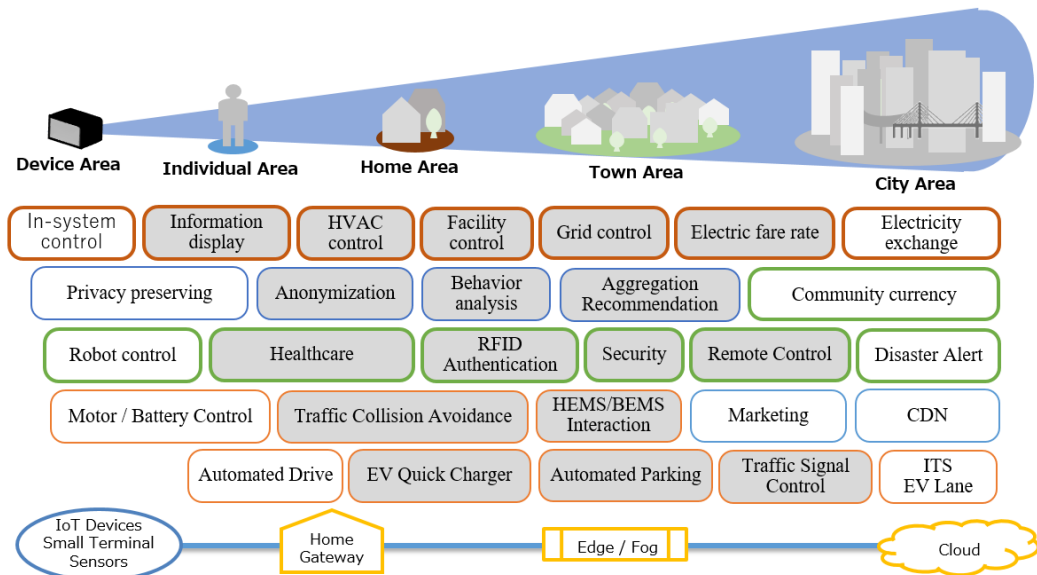 Device Area
Individual Area
Home Area
Town Area
City Area
In-system
control
Information
display
HVAC
control
Facility
control
Grid control
Electric fare rate
Electricity
exchange
Privacy preserving
Anonymization
Behavior
analysis
Aggregation
Recommendation
Community currency
Robot control
Healthcare
RFID
Authentication
Security
Remote Control
Disaster Alert
Motor / Battery Control
Traffic Collision Avoidance
HEMS/BEMS
Interaction
Marketing
CDN
Automated Drive
EV Quick Charger
Automated Parking
Traffic Signal
Control
ITS
EV Lane
IoT Devices
Small Terminal
Sensors
Home
Gateway
Edge / Fog
Cloud